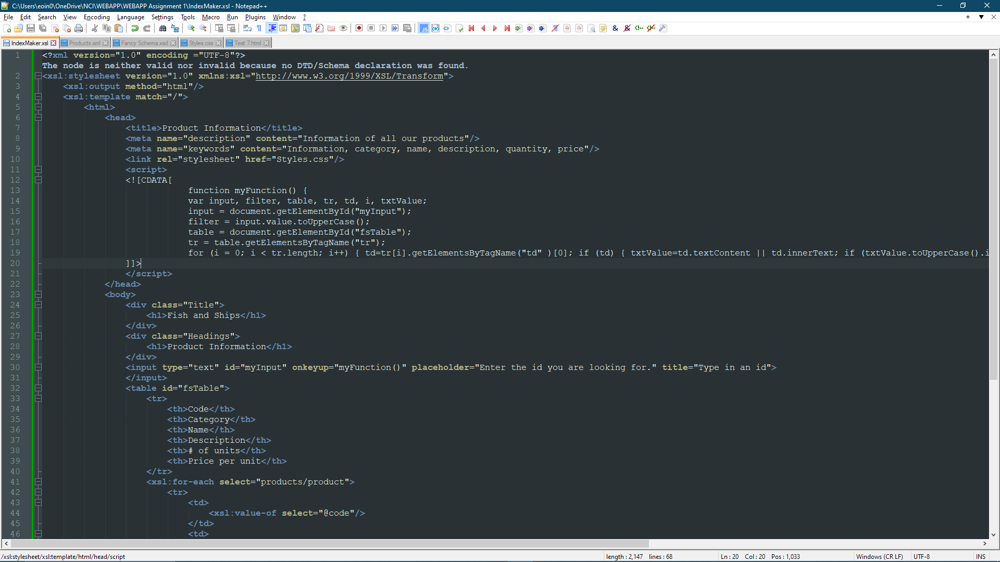 C:\Users\eoin0\OneDrive\NCI\WEBAPP\WEBAPP Assignment 1\IndexMaker.xsl - Notepad++
File Edit Search View Encoding Language Settings Tools Macro Run Plugins Window ?
IndexMaker.xsl Products.xml Fancy Schema.xsd Styles.css Test 7.html
1 <?xml version="1.0" encoding ="UTF-8"?>
The node is neither valid nor invalid because no DTD/Schema declaration was found.
2 <xsl:stylesheet version="1.0" xmlns:xsl="http://www.w3.org/1999/XSL/Transform">
3 <xsl:output method="html"/>
4 <xsl:template match="/">
5 <html>
6 <head>
7 <title>Product Information</title>
8 <meta name="description" content="Information of all our products"/>
9 <meta name="keywords" content="Information, category, name, description, quantity, price"/>
10 <link rel="stylesheet" href="Styles.css"/>
11 <script>
12 <![CDATA[
13 function myFunction() {
14 var input, filter, table, tr, td, i, txtValue;
15 input = document.getElementById("myInput");
16 filter = input.value.toUpperCase();
17 table = document.getElementById("fsTable");
18 tr = table.getElementsByTagName("tr");
19 for (i = 0; i < tr.length; i++) { td=tr[i].getElementsByTagName("td" )[0]; if (td) { txtValue=td.textContent || td.innerText; if (txtValue.toUpperCase().i
20 ]]>
21 </script>
22 </head>
23 <body>
24 <div class="Title">
25 <h1>Fish and Ships</h1>
26 </div>
27 <div class="Headings">
28 <h1>Product Information</h1>
29 </div>
30 <input type="text" id="myInput" onkeyup="myFunction()" placeholder="Enter the id you are looking for." title="Type in an id">
31 </input>
32 <table id="fsTable">
33 <tr>
34 <th>Code</th>
35 <th>Category</th>
36 <th>Name</th>
37 <th>Description</th>
38 <th># of units</th>
39 <th>Price per unit</th>
40 </tr>
41 <xsl:for-each select="products/product">
42 <tr>
43 <td>
44 <xsl:value-of select="@code"/>
45 </td>
46 <td>
/xsl:stylesheet/xsl:template/html/head/script length : 2,147 lines : 68 Ln : 20 Col : 20 Pos : 1,033 Windows (CR LF) UTF-8 INS